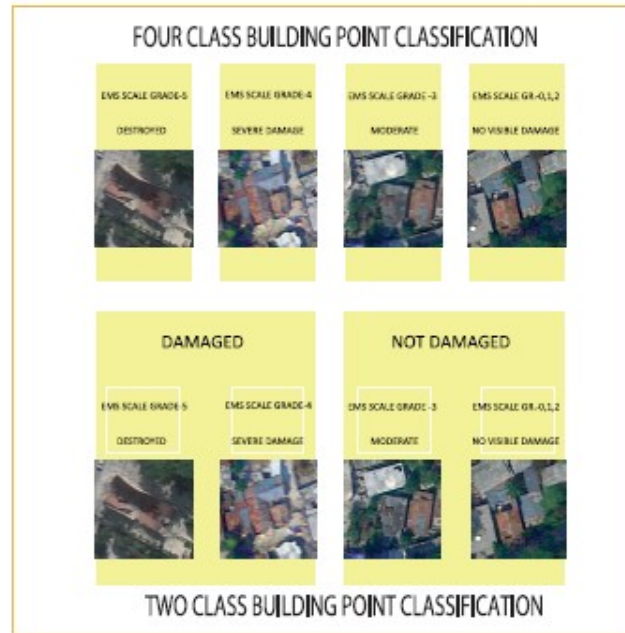 FOUR CLASS BUILDING POINT CLASSIFICATION
EMS SCALE GRADE-5
DESTROYED
EMS SCALE GRADE-4
SEVERE DAMAGE
EMS SCALE GRADE -3
MODERATE
EMS SCALE GR.-0,1,2
NO VISIBLE DAMAGE
DAMAGED
NOT DAMAGED
EMS SCALE GRADE-5
DESTROYED
EMS SCALE GRADE-4
SEVERE DAMAGE
EMS SCALE GRADE -3
MODERATE
EMS SCALE GR.-0,1,2
NO VISIBLE DAMAGE
TWO CLASS BUILDING POINT CLASSIFICATION